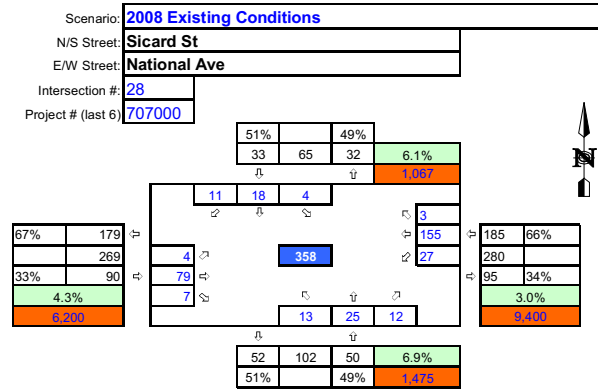 Scenario: 2008 Existing Conditions
N/S Street: Sicard St
E/W Street: National Ave
Intersection #: 28
Project # (last 6) 707000
N
51% 49%
33 65 32 6.1%
1,067
11 18 4
3
67% 179 155 185 66%
269 4 358 27 280
33% 90 79 95 34%
4.3% 7 3.0%
6,200 13 25 12 9,400
52 102 50 6.9%
51% 49% 1,475